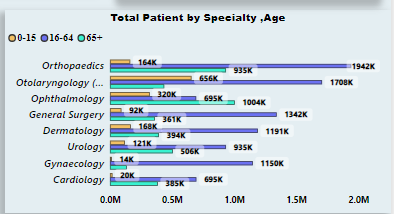 Total Patient by Specialty ,Age
0-15 16-64 65+
Orthopaedics 164K 1942K 935K
Otolaryngology (... 656K 1708K
Ophthalmology 320K 695K 1004K
General Surgery 92K 1342K 361K
Dermatology 168K 1191K 394K
Urology 121K 935K 506K
Gynaecology 14K 1150K
Cardiology 20K 695K 385K
0.0M 0.5M 1.0M 1.5M 2.0M